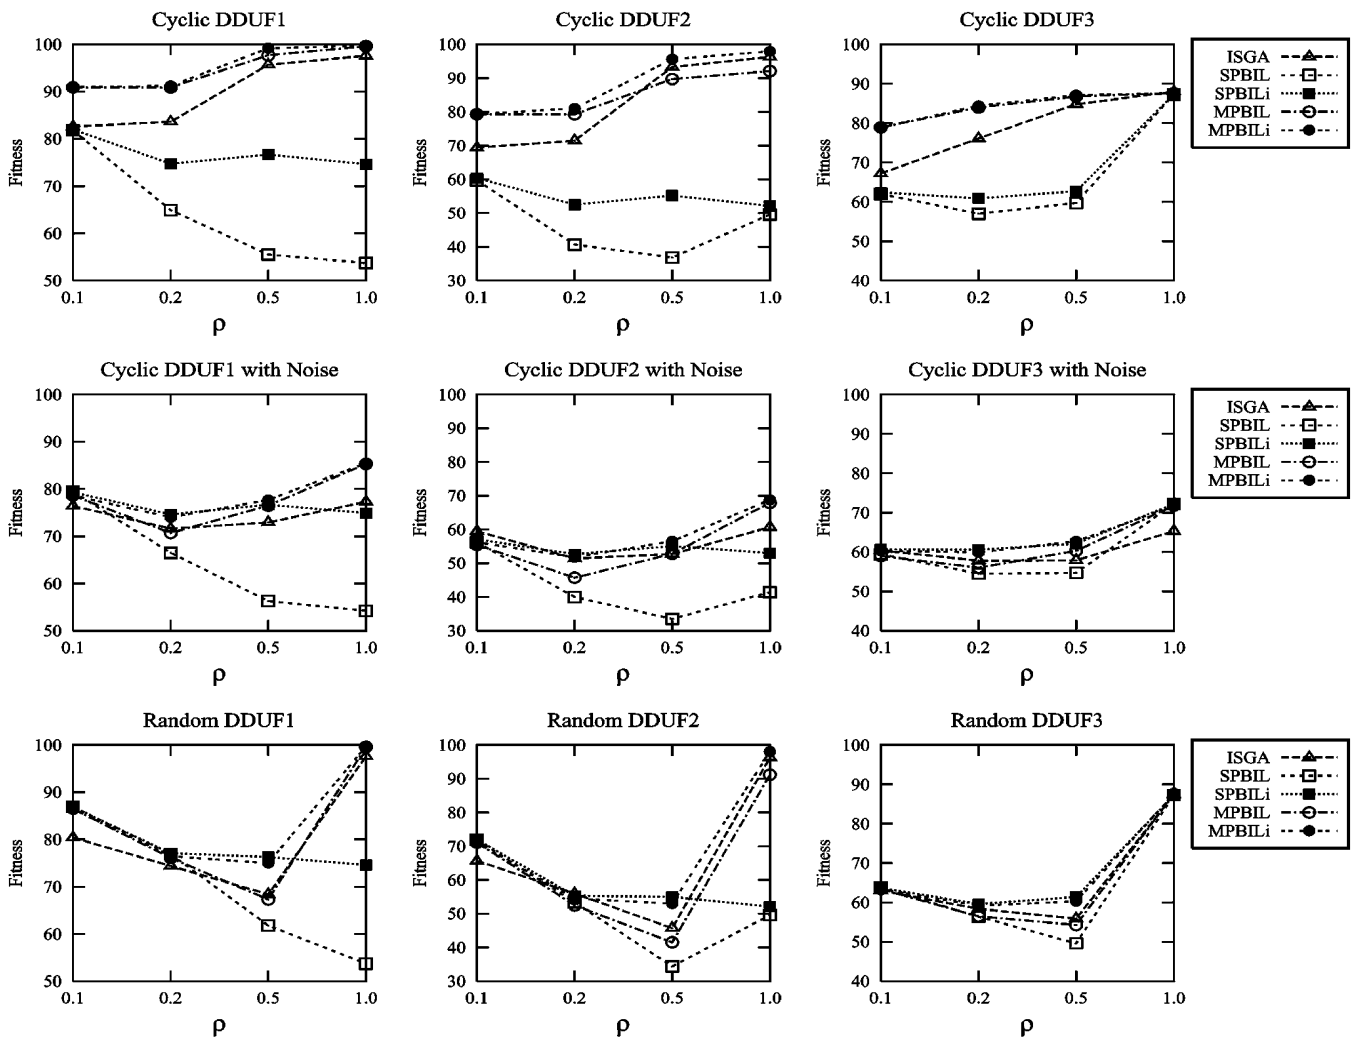 Cyclic DDUF1
Cyclic DDUF2
Cyclic DDUF3
100
90
80
70
60
50
Fitness
0.1 0.2 0.5 1.0
ρ
100
90
80
70
60
50
40
30
Fitness
0.1 0.2 0.5 1.0
ρ
100
90
80
70
60
50
40
Fitness
0.1 0.2 0.5 1.0
ρ
ISGA
SPBIL
SPBILi
MPBIL
MPBILi
Cyclic DDUF1 with Noise
Cyclic DDUF2 with Noise
Cyclic DDUF3 with Noise
100
90
80
70
60
50
Fitness
0.1 0.2 0.5 1.0
ρ
100
90
80
70
60
50
40
30
Fitness
0.1 0.2 0.5 1.0
ρ
100
90
80
70
60
50
40
Fitness
0.1 0.2 0.5 1.0
ρ
ISGA
SPBIL
SPBILi
MPBIL
MPBILi
Random DDUF1
Random DDUF2
Random DDUF3
100
90
80
70
60
50
Fitness
0.1 0.2 0.5 1.0
ρ
100
90
80
70
60
50
40
30
Fitness
0.1 0.2 0.5 1.0
ρ
100
90
80
70
60
50
40
Fitness
0.1 0.2 0.5 1.0
ρ
ISGA
SPBIL
SPBILi
MPBIL
MPBILi